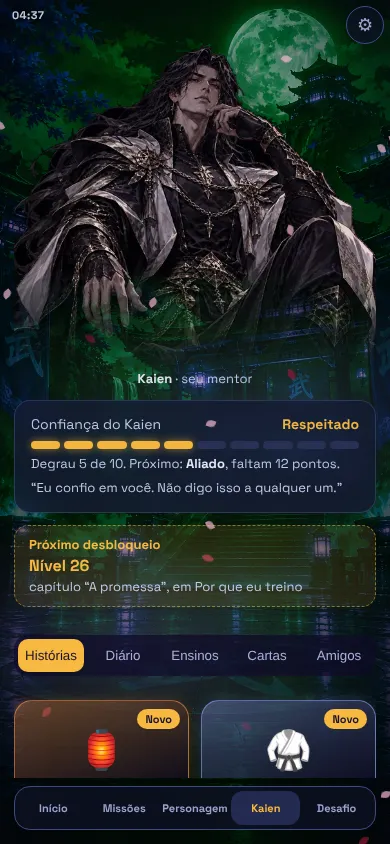 04:37
Kaien · seu mentor
Confiança do Kaien
Respeitado
Degrau 5 de 10. Próximo: Aliado, faltam 12 pontos.
“Eu confio em você. Não digo isso a qualquer um.”
Próximo desbloqueio
Nível 26
capítulo “A promessa”, em Por que eu treino
Histórias
Diário
Ensinos
Cartas
Amigos
Novo
Novo
Início
Missões
Personagem
Kaien
Desafio